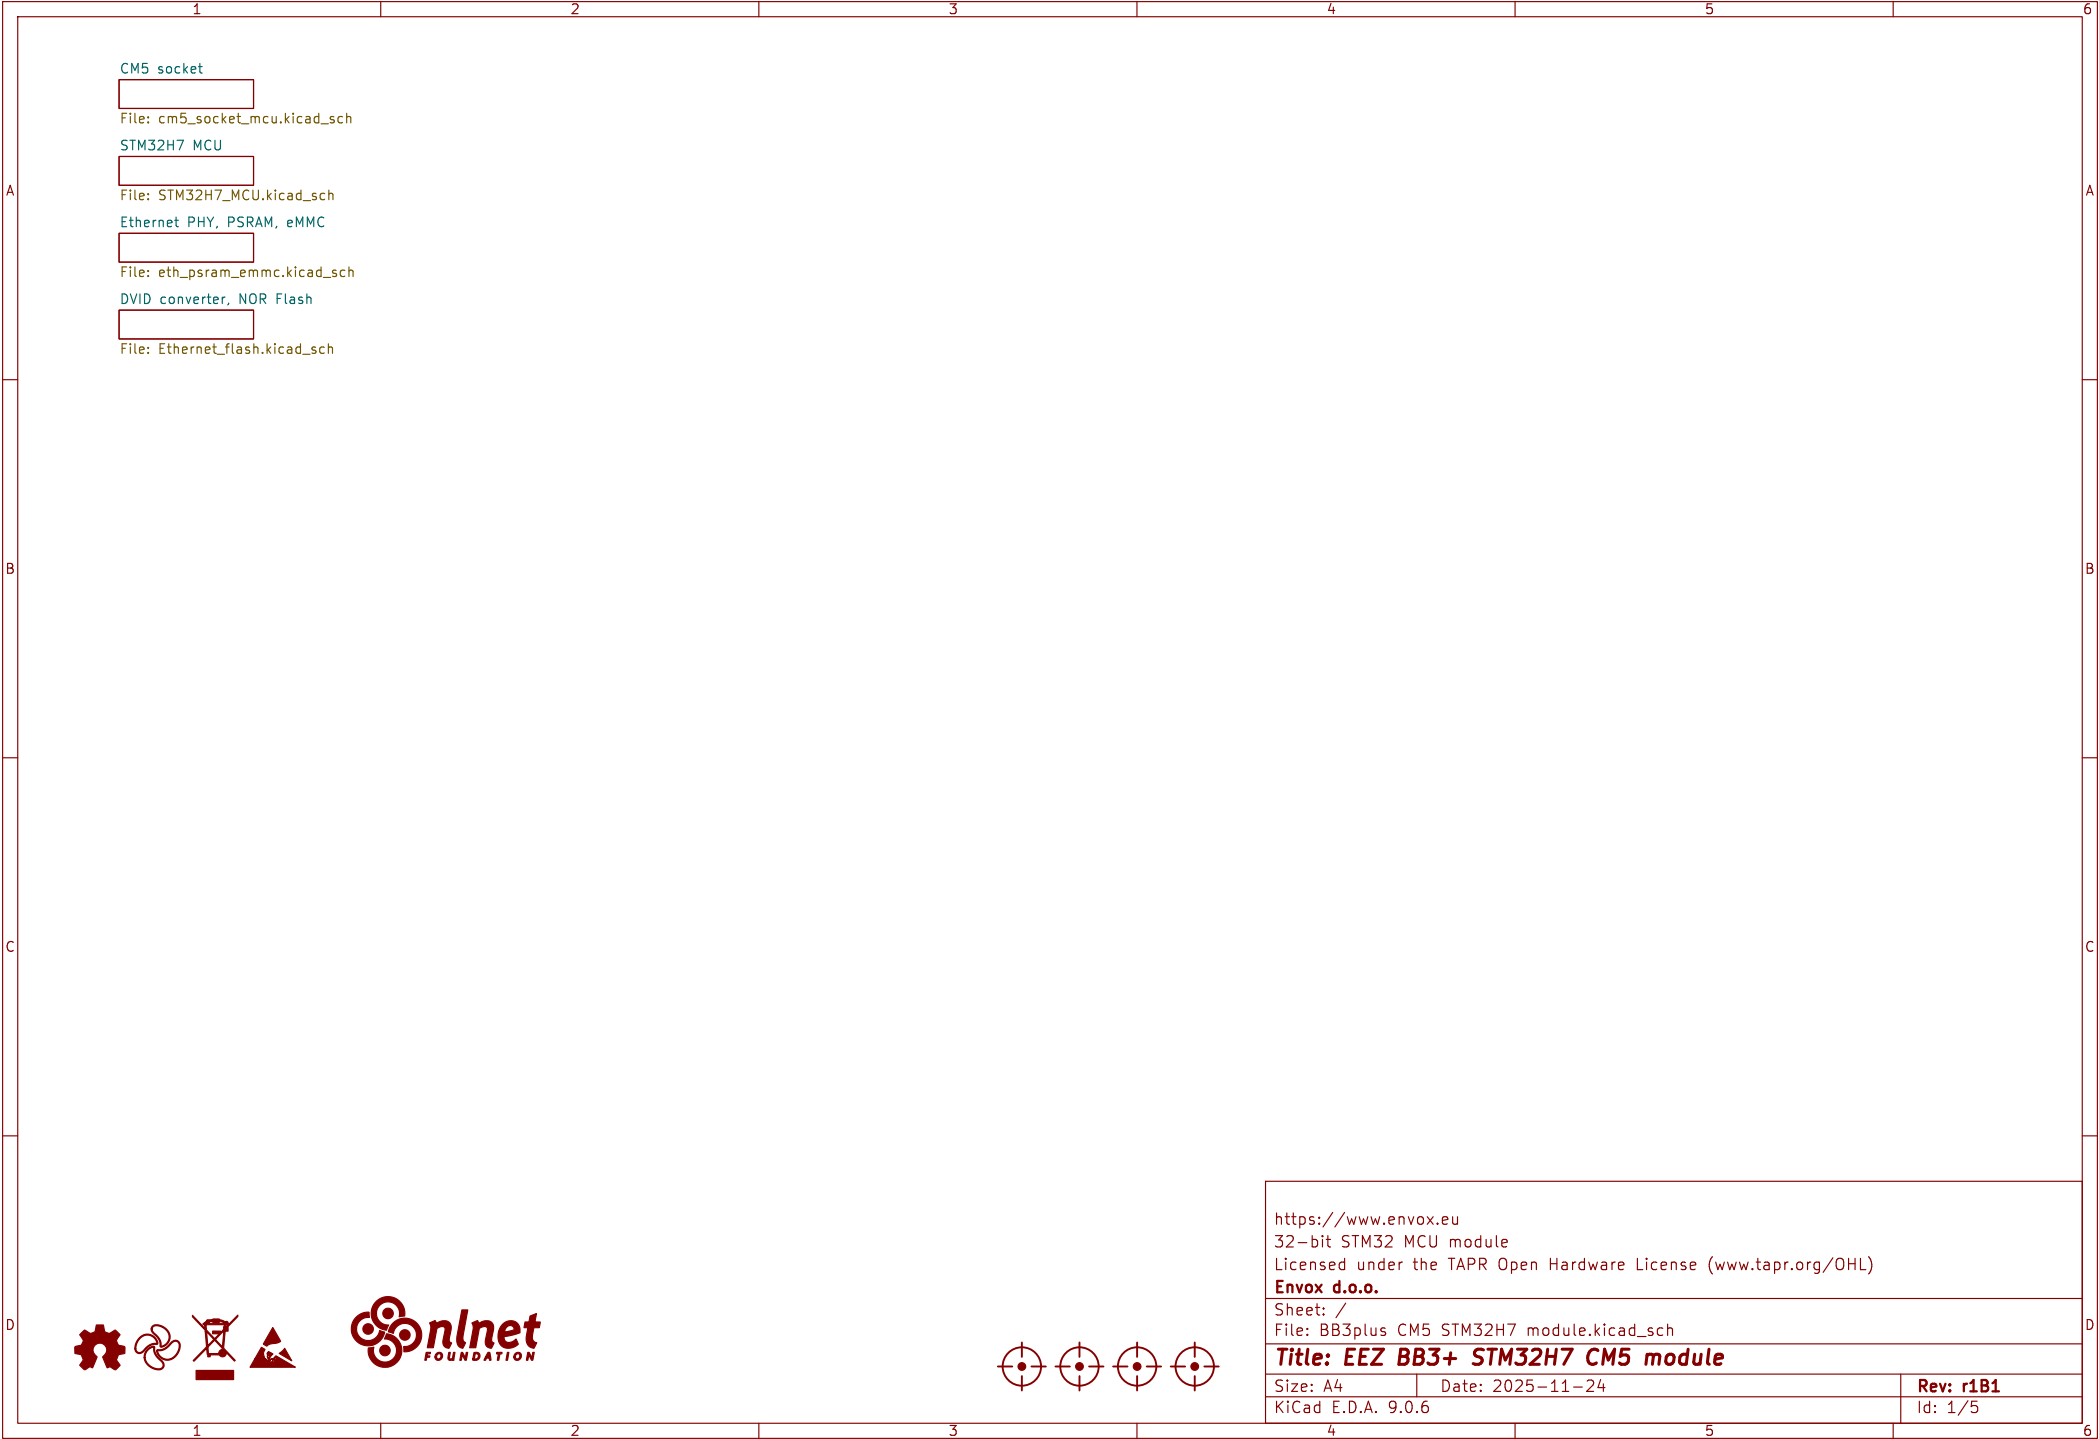 1 2 3 4 5 6
CM5 socket
File: cm5_socket_mcu.kicad_sch
STM32H7 MCU
A A
File: STM32H7_MCU.kicad_sch
Ethernet PHY, PSRAM, eMMC
File: eth_psram_emmc.kicad_sch
DVID converter, NOR Flash
File: Ethernet_flash.kicad_sch
B B
C C
https://www.envox.eu
32-bit STM32 MCU module
Licensed under the TAPR Open Hardware License (www.tapr.org/OHL)
Envox d.o.o.
Sheet: /
D D
File: BB3plus CM5 STM32H7 module.kicad_sch
nlnet
FOUNDATION
Title: EEZ BB3+ STM32H7 CM5 module
Size: A4 Date: 2025-11-24 Rev: r1B1
KiCad E.D.A. 9.0.6 Id: 1/5
1 2 3 4 5 6